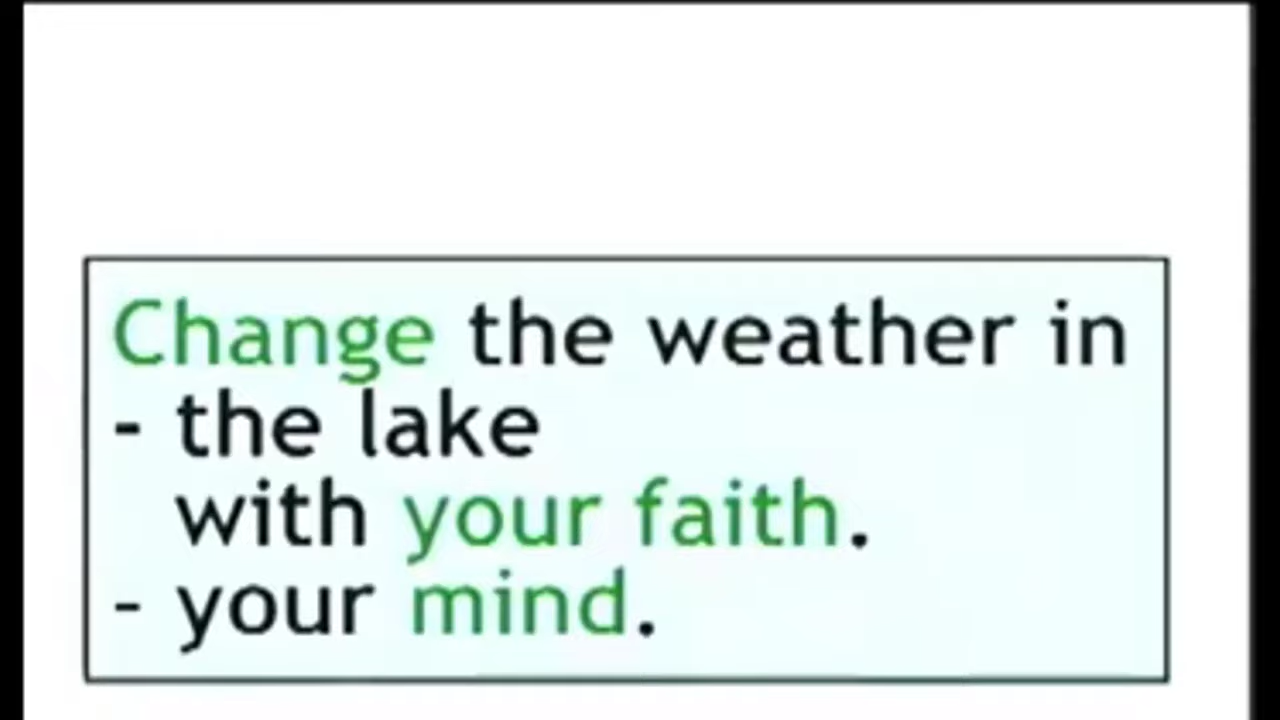 Change the weather in
- the lake
with your faith.
- your mind.